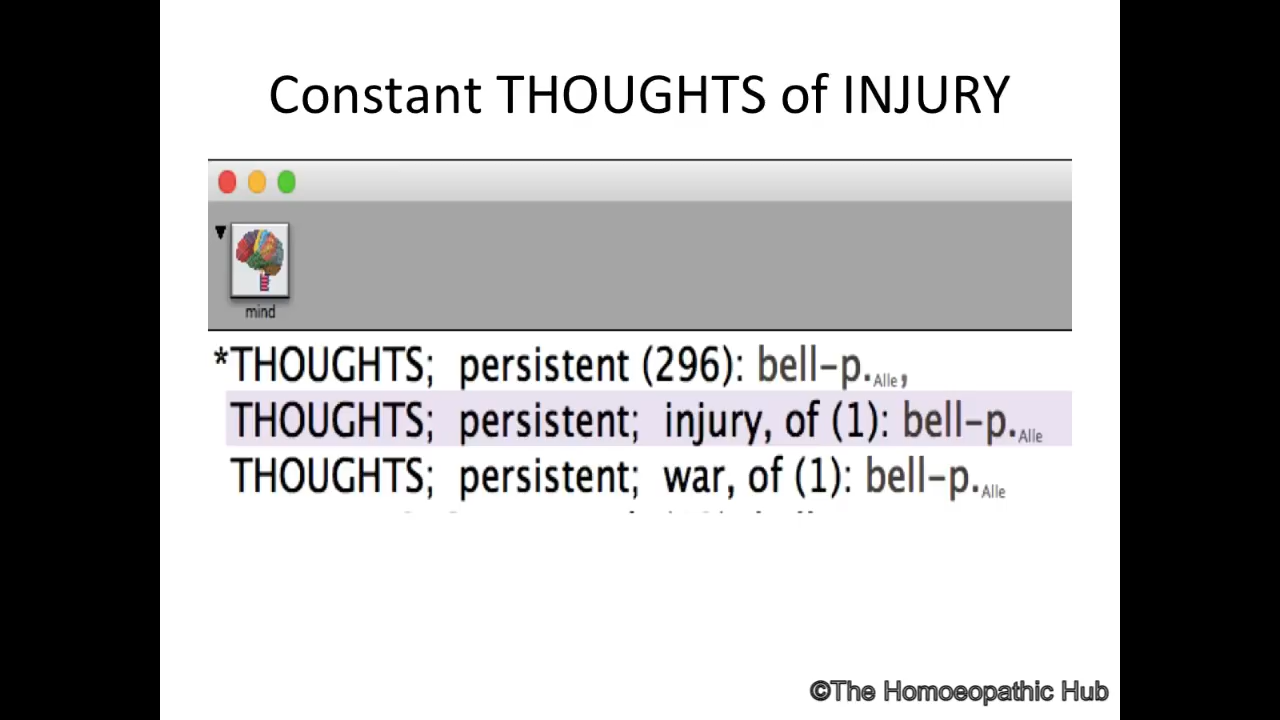 Constant THOUGHTS of INJURY
mind
*THOUGHTS; persistent (296): bell-p.Alle,
THOUGHTS; persistent; injury, of (1): bell-p.Alle
THOUGHTS; persistent; war, of (1): bell-p.Alle
©The Homoeopathic Hub